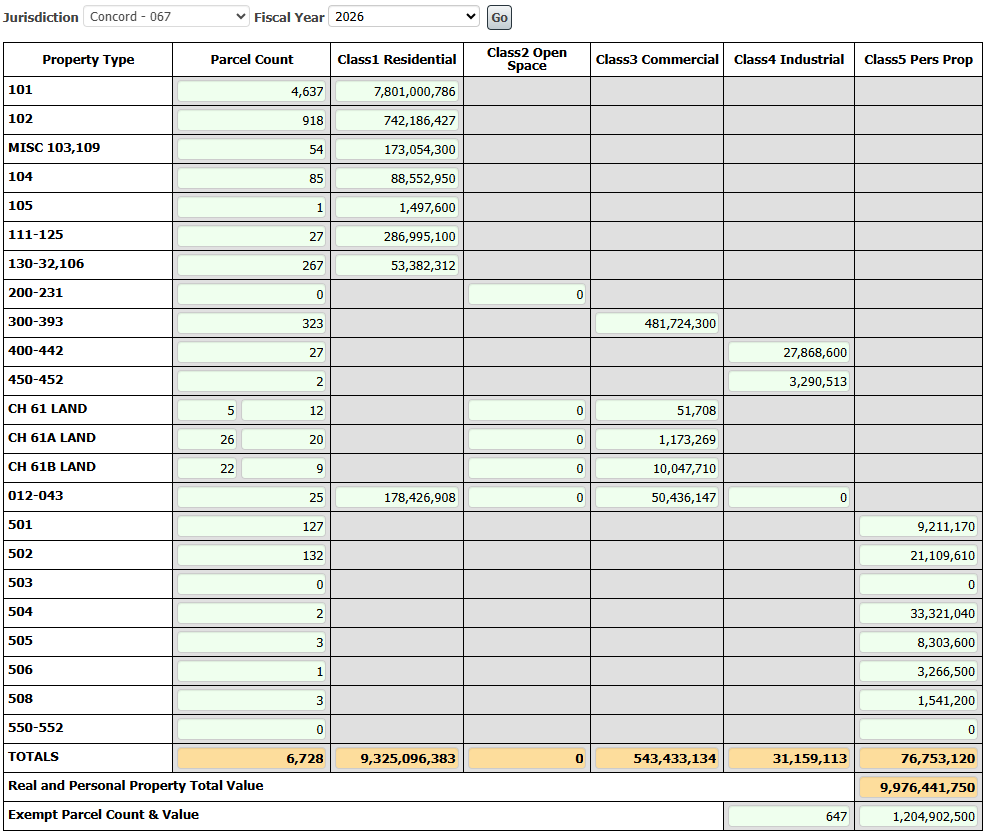 Jurisdiction Concord - 067 Fiscal Year 2026 Go
Property Type Parcel Count Class1 Residential Class2 Open Space Class3 Commercial Class4 Industrial Class5 Pers Prop
101 4,637 7,801,000,786
102 918 742,186,427
MISC 103,109 54 173,054,300
104 85 88,552,950
105 1 1,497,600
111-125 27 286,995,100
130-32,106 267 53,382,312
200-231 0 0
300-393 323 481,724,300
400-442 27 27,868,600
450-452 2 3,290,513
CH 61 LAND 5 12 0 51,708
CH 61A LAND 26 20 0 1,173,269
CH 61B LAND 22 9 0 10,047,710
012-043 25 178,426,908 0 50,436,147 0
501 127 9,211,170
502 132 21,109,610
503 0 0
504 2 33,321,040
505 3 8,303,600
506 1 3,266,500
508 3 1,541,200
550-552 0 0
TOTALS 6,728 9,325,096,383 0 543,433,134 31,159,113 76,753,120
Real and Personal Property Total Value 9,976,441,750
Exempt Parcel Count & Value 647 1,204,902,500